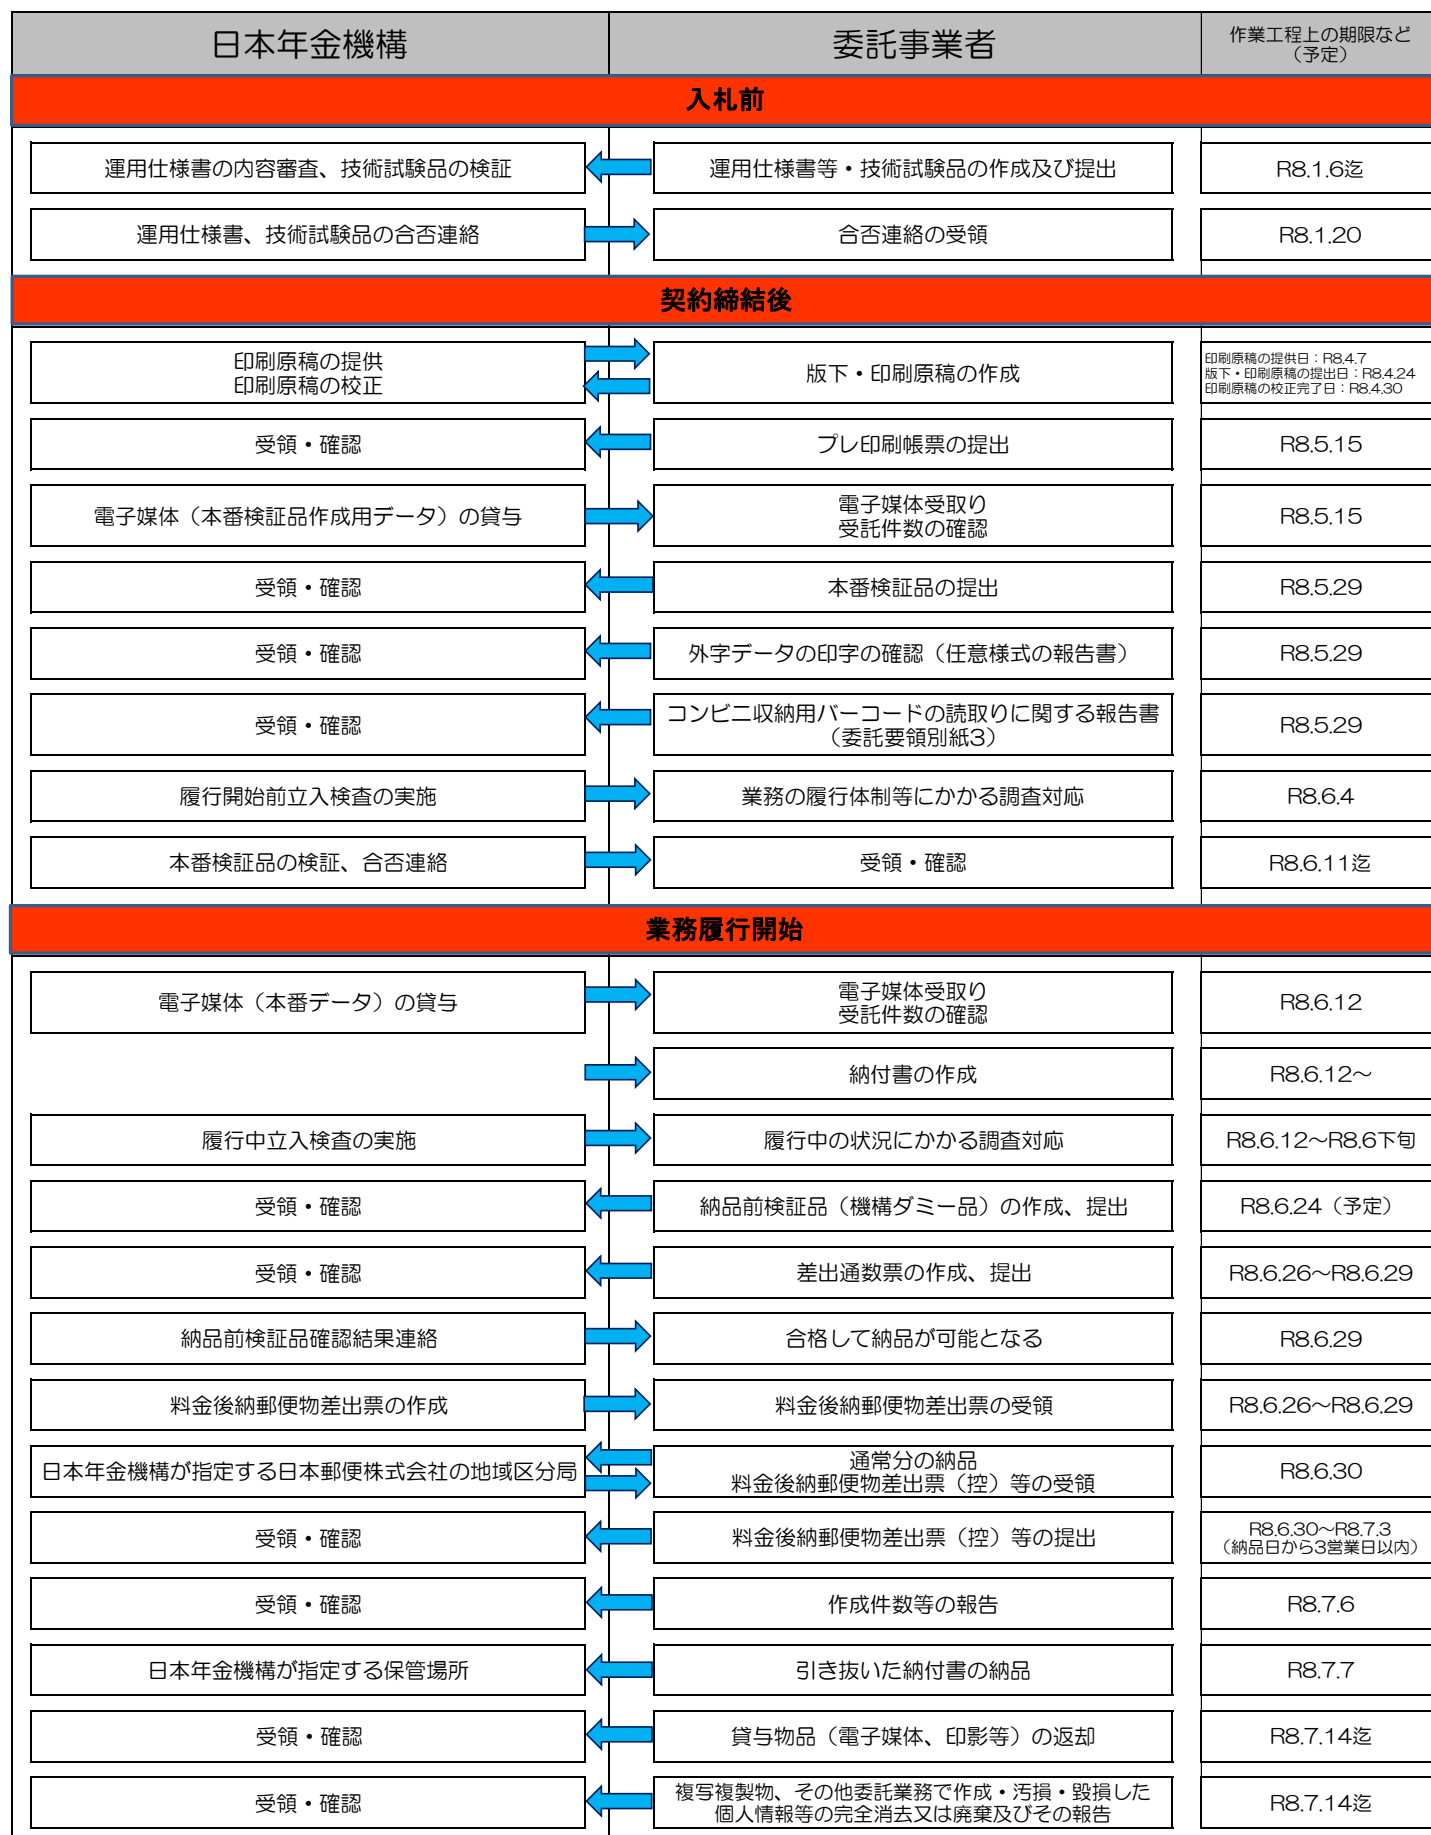 日本年金機構
委託事業者
作業工程上の期限など
（予定）
入札前
運用仕様書の内容審査、技術試験品の検証
運用仕様書等・技術試験品の作成及び提出
R8.1.6迄
運用仕様書、技術試験品の合否連絡
合否連絡の受領
R8.1.20
契約締結後
印刷原稿の提供
印刷原稿の校正
版下・印刷原稿の作成
印刷原稿の提供日：R8.4.7
版下・印刷原稿の提出日：R8.4.24
印刷原稿の校正完了日：R8.4.30
受領・確認
プレ印刷帳票の提出
R8.5.15
電子媒体（本番検証品作成用データ）の貸与
電子媒体受取り
受託件数の確認
R8.5.15
受領・確認
本番検証品の提出
R8.5.29
受領・確認
外字データの印字の確認（任意様式の報告書）
R8.5.29
受領・確認
コンビニ収納用バーコードの読取りに関する報告書
（委託要領別紙3）
R8.5.29
履行開始前立入検査の実施
業務の履行体制等にかかる調査対応
R8.6.4
本番検証品の検証、合否連絡
受領・確認
R8.6.11迄
業務履行開始
電子媒体（本番データ）の貸与
電子媒体受取り
受託件数の確認
R8.6.12
納付書の作成
R8.6.12～
履行中立入検査の実施
履行中の状況にかかる調査対応
R8.6.12～R8.6下旬
受領・確認
納品前検証品（機構ダミー品）の作成、提出
R8.6.24（予定）
受領・確認
差出通数票の作成、提出
R8.6.26～R8.6.29
納品前検証品確認結果連絡
合格して納品が可能となる
R8.6.29
料金後納郵便物差出票の作成
料金後納郵便物差出票の受領
R8.6.26～R8.6.29
日本年金機構が指定する日本郵便株式会社の地域区分局
通常分の納品
料金後納郵便物差出票（控）等の受領
R8.6.30
受領・確認
料金後納郵便物差出票（控）等の提出
R8.6.30～R8.7.3
（納品日から3営業日以内）
受領・確認
作成件数等の報告
R8.7.6
日本年金機構が指定する保管場所
引き抜いた納付書の納品
R8.7.7
受領・確認
貸与物品（電子媒体、印影等）の返却
R8.7.14迄
受領・確認
複写複製物、その他委託業務で作成・汚損・毀損した
個人情報等の完全消去又は廃棄及びその報告
R8.7.14迄